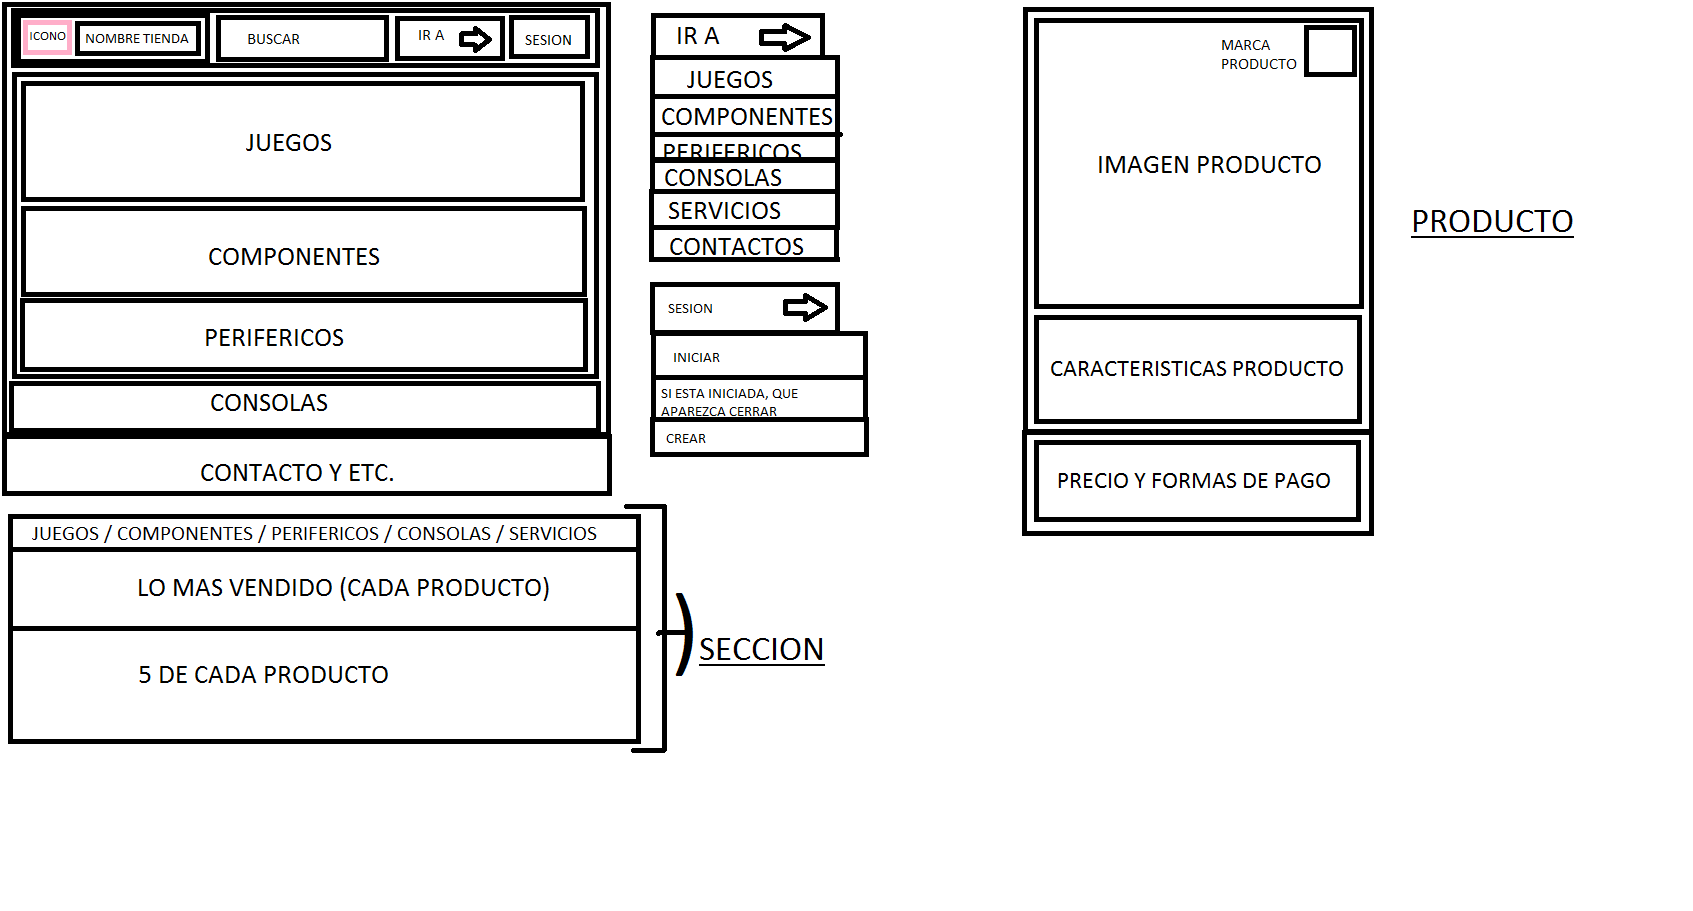 ICONO
NOMBRE TIENDA
BUSCAR
IR A
SESION
JUEGOS
COMPONENTES
PERIFERICOS
CONSOLAS
CONTACTO Y ETC.
IR A
JUEGOS
COMPONENTES
PERIFERICOS
CONSOLAS
SERVICIOS
CONTACTOS
SESION
INICIAR
SI ESTA INICIADA, QUE
APAREZCA CERRAR
CREAR
JUEGOS / COMPONENTES / PERIFERICOS / CONSOLAS / SERVICIOS
LO MAS VENDIDO (CADA PRODUCTO)
5 DE CADA PRODUCTO
SECCION
MARCA
PRODUCTO
IMAGEN PRODUCTO
CARACTERISTICAS PRODUCTO
PRECIO Y FORMAS DE PAGO
PRODUCTO